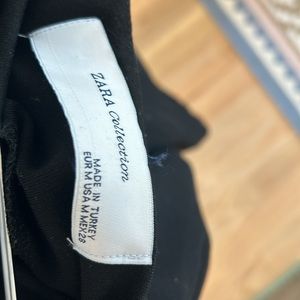 ZARA Collection
MADE IN TURKEY
EUR M USA M MEX 28